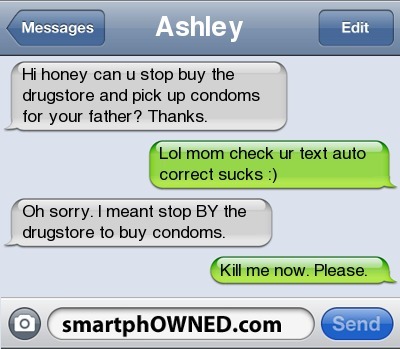 Messages
Ashley
Edit
Hi honey can u stop buy the
drugstore and pick up condoms
for your father? Thanks.
Lol mom check ur text auto
correct sucks :)
Oh sorry. I meant stop BY the
drugstore to buy condoms.
Kill me now. Please.
smartphOWNED.com
Send